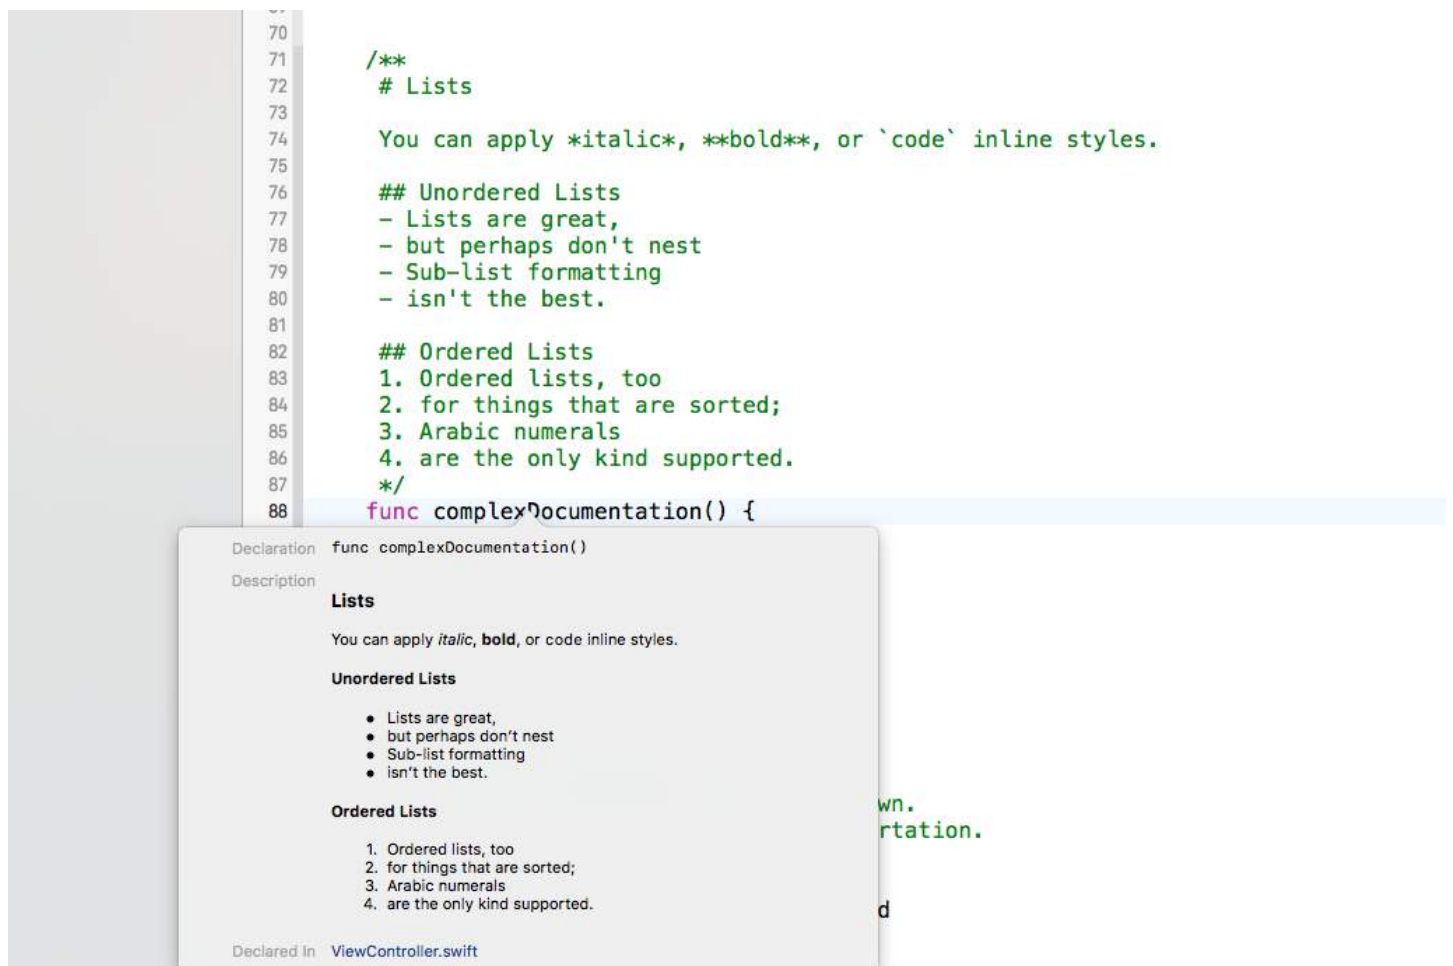 70
71 /**
72 # Lists
73
74 You can apply *italic*, **bold**, or `code` inline styles.
75
76 ## Unordered Lists
77 - Lists are great,
78 - but perhaps don't nest
79 - Sub-list formatting
80 - isn't the best.
81
82 ## Ordered Lists
83 1. Ordered lists, too
84 2. for things that are sorted;
85 3. Arabic numerals
86 4. are the only kind supported.
87 */
88 func complexDocumentation() {
Declaration func complexDocumentation()
Description
Lists
You can apply italic, bold, or code inline styles.
Unordered Lists
• Lists are great,
• but perhaps don't nest
• Sub-list formatting
• isn't the best.
Ordered Lists
wn.
rtation.
1. Ordered lists, too
2. for things that are sorted;
3. Arabic numerals
4. are the only kind supported.
d
Declared In ViewController.swift